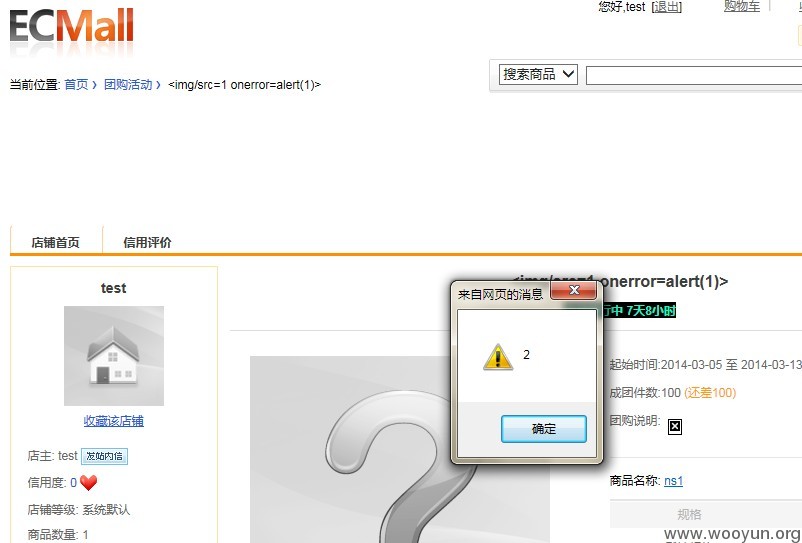 ECMall
您好,test [退出] 购物车
当前位置: 首页 › 团购活动 › <img/src=1 onerror=alert(1)>
搜索商品
店铺首页 信用评价
test
收藏该店铺
店主: test 发站内信
信用度: 0
店铺等级: 系统默认
商品数量: 1
onerror=alert(1)>
行中 7天8小时
来自网页的消息
2
确定
起始时间:2014-03-05 至 2014-03-13
成团件数:100 (还差100)
团购说明:
商品名称: ns1
规格
www.wooyun.org